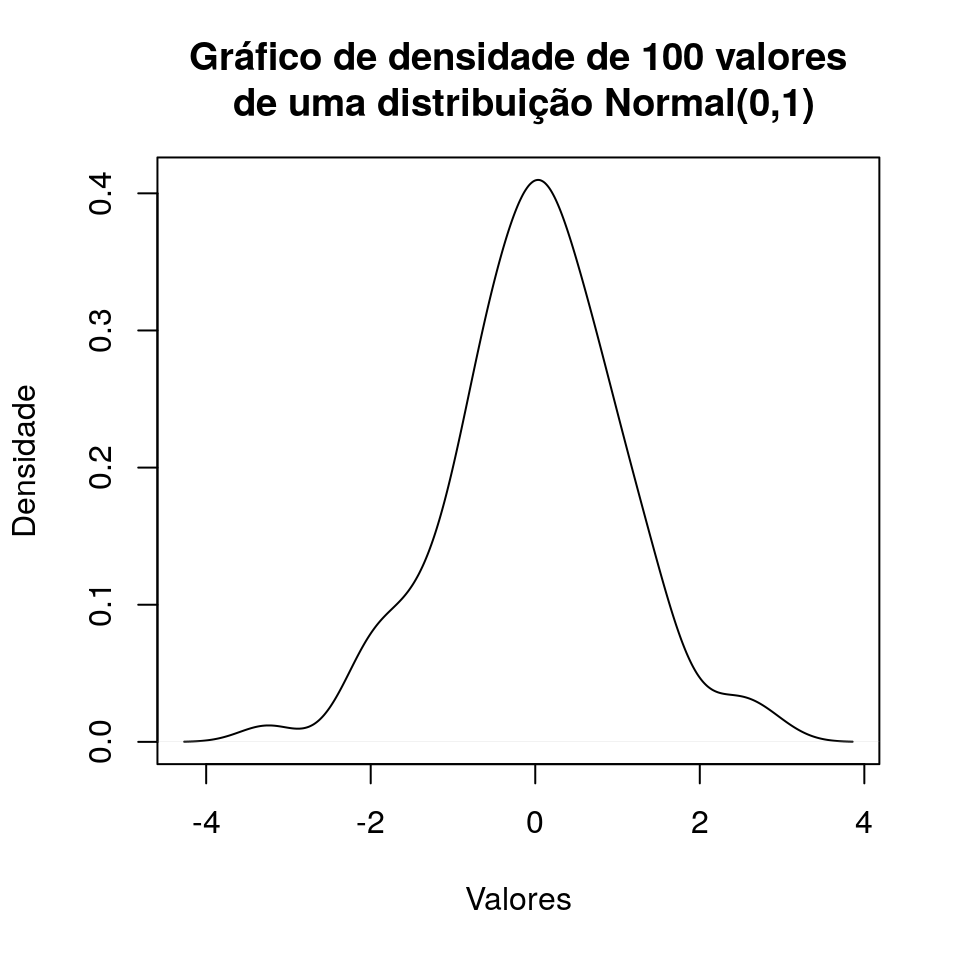 Gráfico de densidade de 100 valores
de uma distribuição Normal(0,1)
0.4
0.3
0.2
0.1
0.0
Densidade
-4 -2 0 2 4
Valores